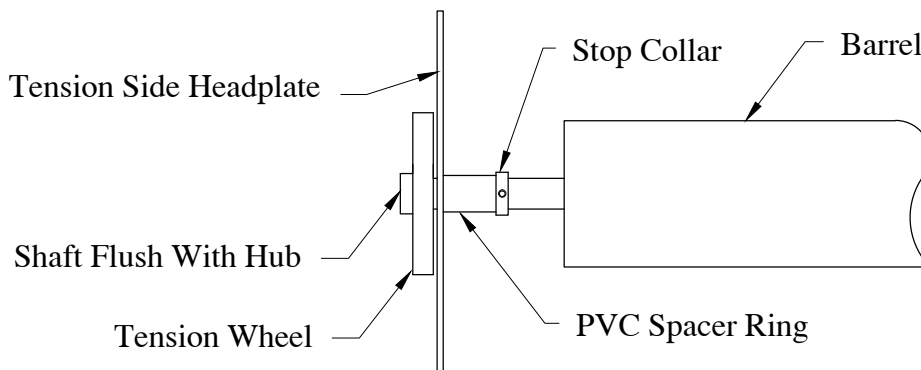 Stop Collar
Barrel
Tension Side Headplate
Shaft Flush With Hub
Tension Wheel
PVC Spacer Ring